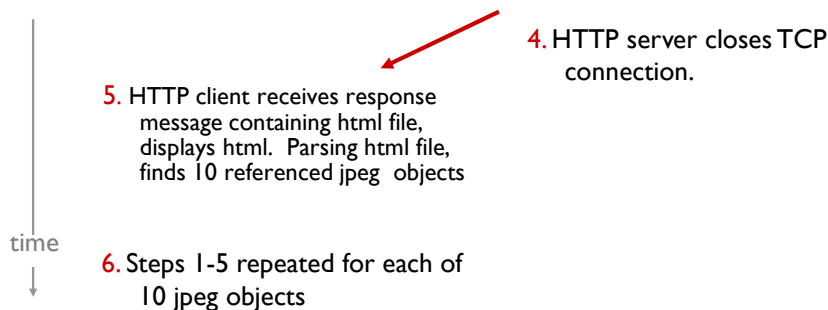 4. HTTP server closes TCP
connection.
5. HTTP client receives response
message containing html file,
displays html. Parsing html file,
finds 10 referenced jpeg objects
time
6. Steps 1-5 repeated for each of
10 jpeg objects